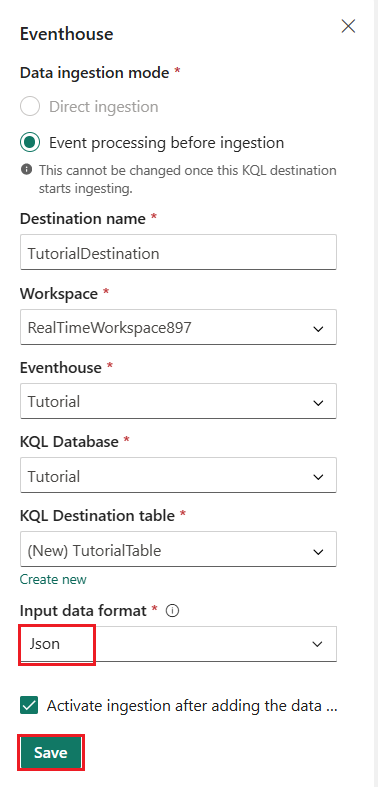 Eventhouse
Data ingestion mode *
Direct ingestion
Event processing before ingestion
This cannot be changed once this KQL destination
starts ingesting.
Destination name *
TutorialDestination
Workspace *
RealTimeWorkspace897
Eventhouse *
Tutorial
KQL Database *
Tutorial
KQL Destination table *
(New) TutorialTable
Create new
Input data format *
Json
Activate ingestion after adding the data ...
Save